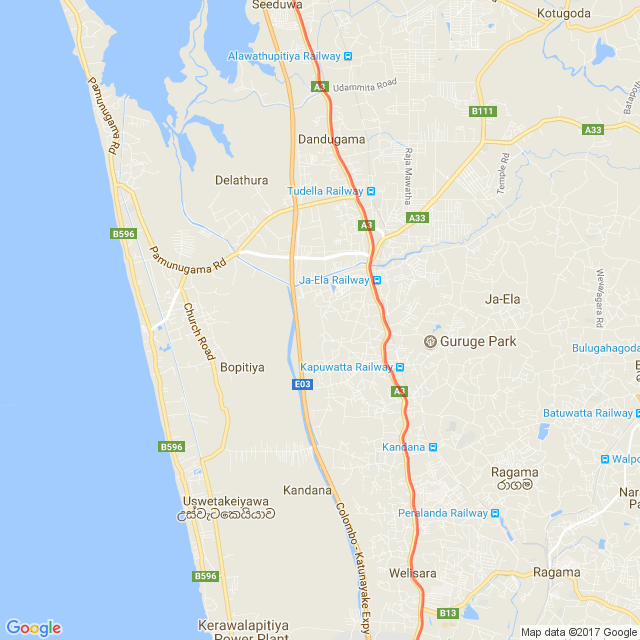 Seeduwa
Kotugoda
Alawathupitiya Railway
Udammita Road
A3
B111
Batapoth
Pamunugama Rd
A33
Dandugama
Raja Mawatha
Temple Rd
Delathura
Tudella Railway
A33
A3
B596
Pamunugama Rd
Ja-Ela Railway
Wewagara Rd
Ja-Ela
Church Road
Guruge Park
Bulugahagoda
Bopitiya
Kapuwatta Railway
E03
A3
Batuwatta Railway
B596
Kandana
Walpo
Ragama
රාගම
Kandana
Nara
Pa
Uswetakeiyawa
උස්වැටකෙයියාව
Colombo - Katunayake Expy
Peralanda Railway
Welisara
Ragama
B596
B13
Kerawalapitiya
Power Plant
Google
Map data ©2017 Google